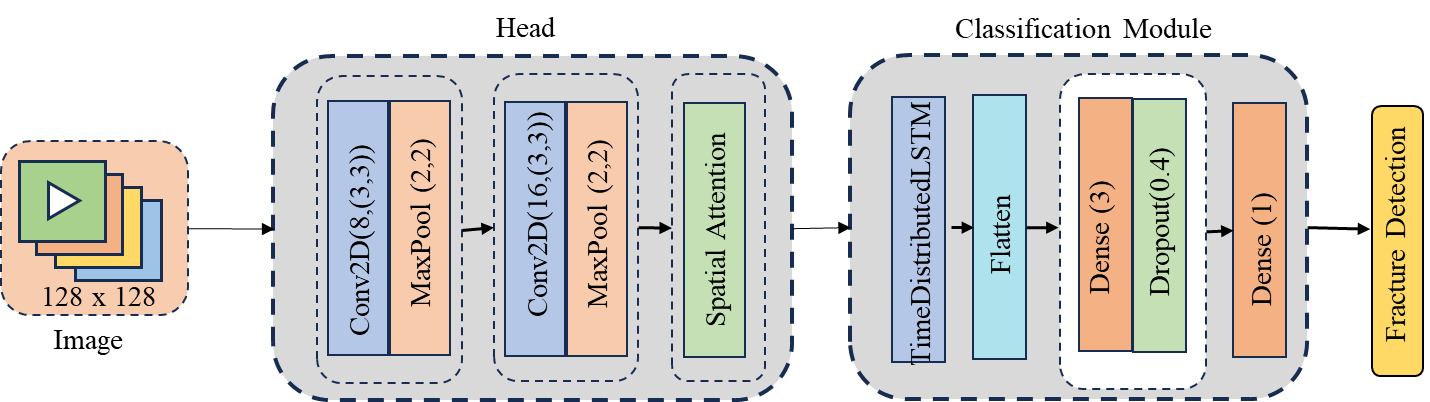 Head
Classification Module
128 x 128
Image
Conv2D(8,(3,3))
MaxPool (2,2)
Conv2D(16,(3,3))
MaxPool (2,2)
Spatial Attention
TimeDistributedLSTM
Flatten
Dense (3)
Dropout(0.4)
Dense (1)
Fracture Detection